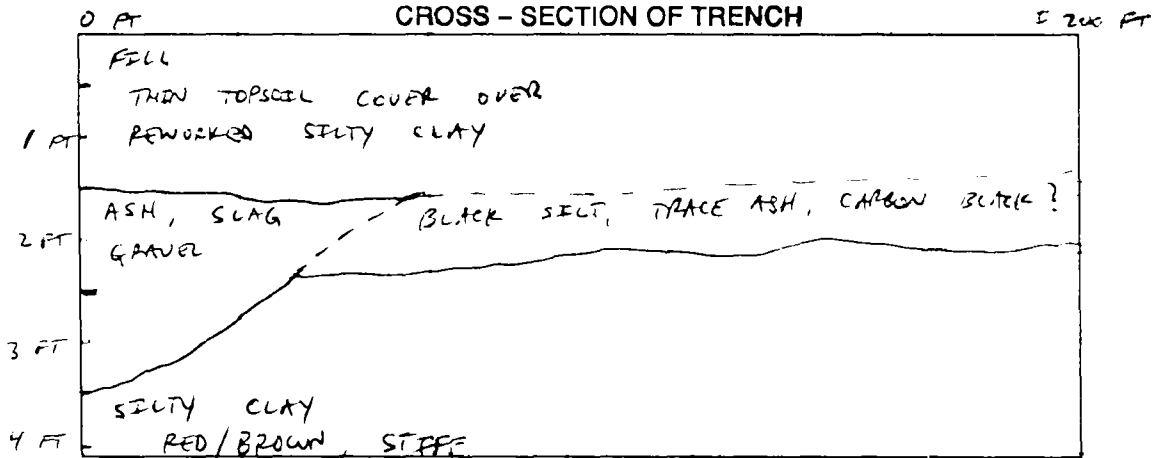 CROSS – SECTION OF TRENCH
0 FT
200 FT
FILL
THIN TOPSOIL COVER OVER
1 FT
REWORKED SILTY CLAY
ASH, SLAG
BLACK SILT, TRACE ASH, CARBON BLACK?
2 FT
GRAVEL
3 FT
SILTY CLAY
4 FT
RED/BROWN, STIFF